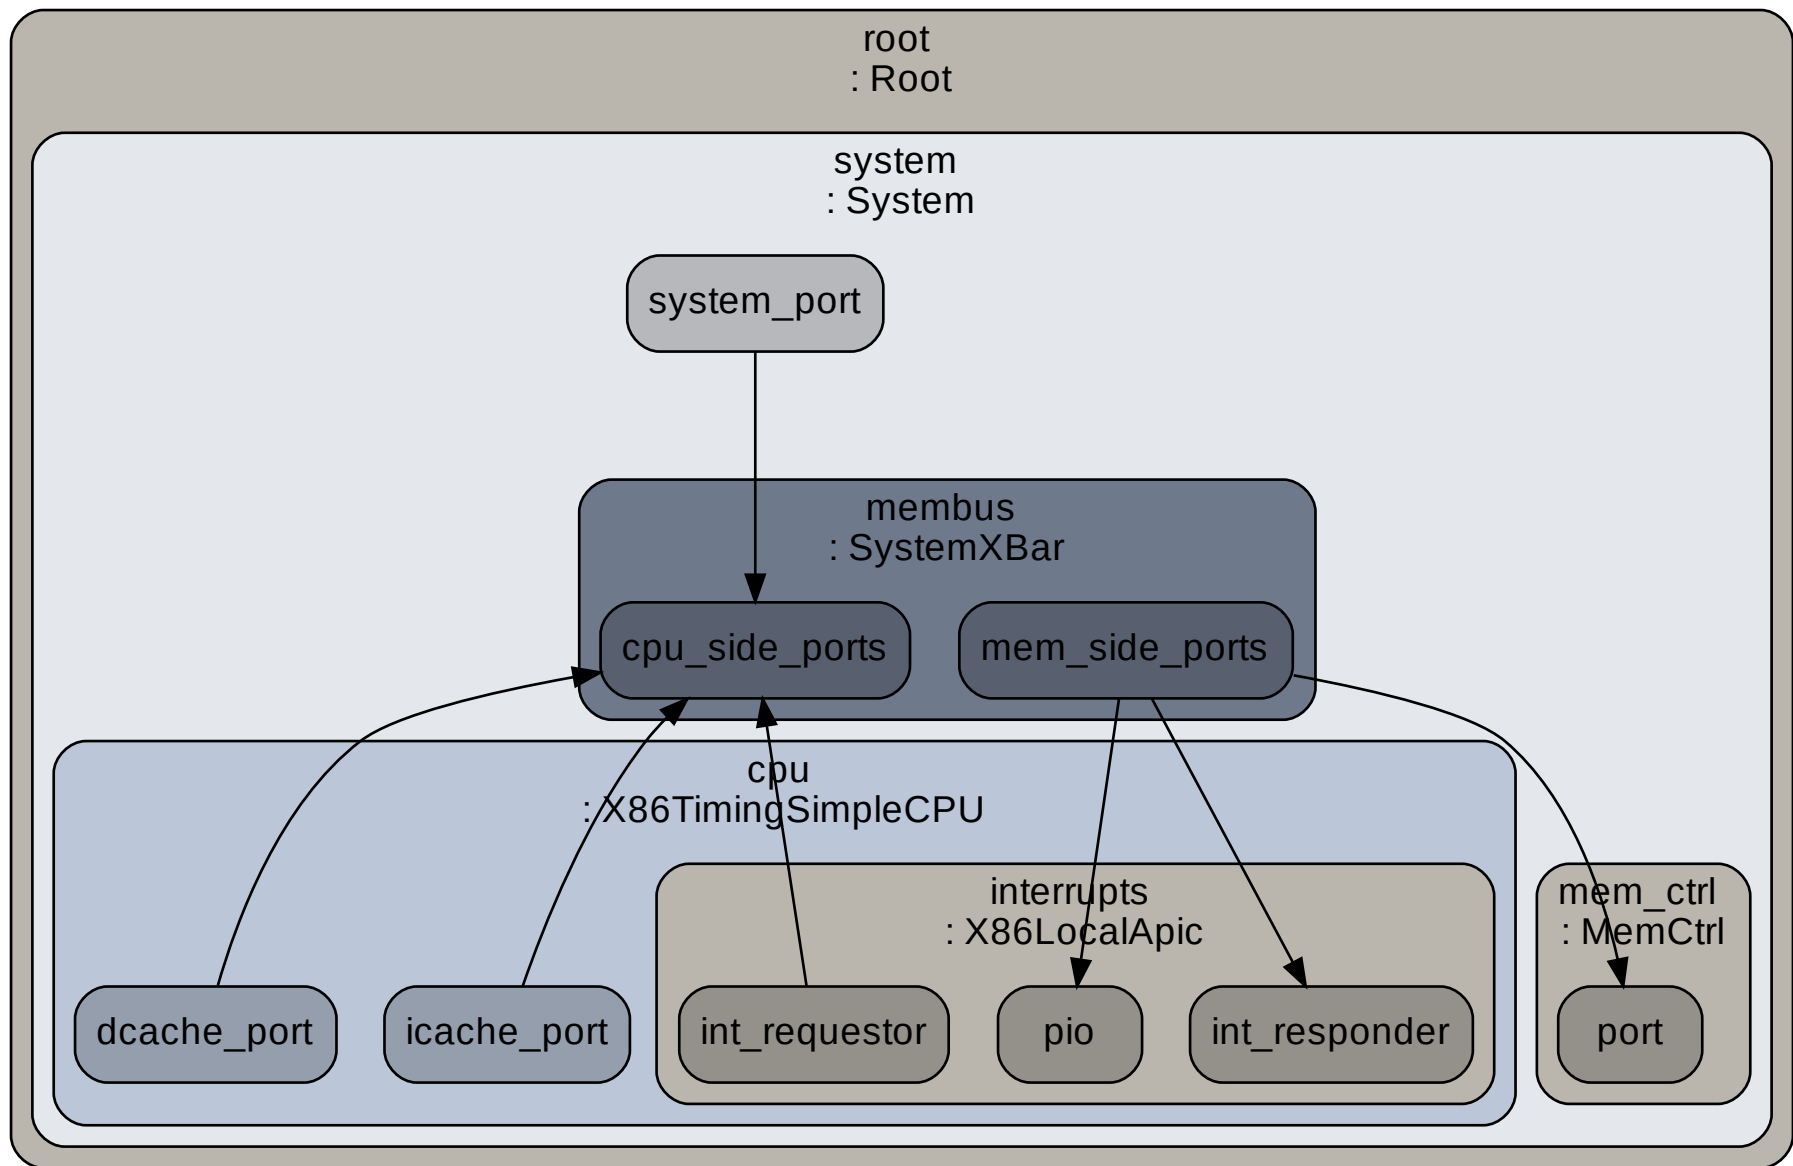 root
: Root
system
: System
system_port
membus
: SystemXBar
cpu_side_ports
mem_side_ports
cpu
: X86TimingSimpleCPU
interrupts
: X86LocalApic
mem_ctrl
: MemCtrl
dcache_port
icache_port
int_requestor
pio
int_responder
port